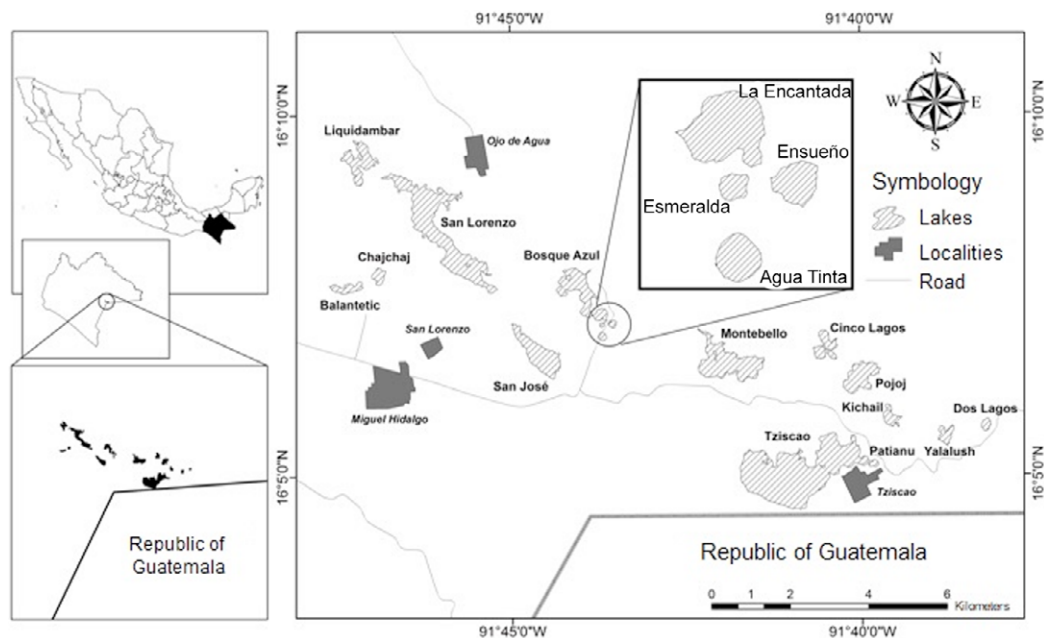 91°45'0"W
91°40'0"W
La Encantada
N
W
E
S
16°10'0"N
16°10'0"N
Liquidambar
Ojo de Agua
Ensueño
Symbology
Esmeralda
Lakes
San Lorenzo
Chajchaj
Bosque Azul
Localities
Agua Tinta
Road
Balantetic
San Lorenzo
Montebello
Cinco Lagos
San José
Pojoj
Miguel Hidalgo
Kichail
Dos Lagos
Tziscao
Patianu
Yalalush
16°5'0"N
16°5'0"N
Tziscao
Republic of
Guatemala
Republic of Guatemala
0 1 2 4 6
Kilometers
91°45'0"W
91°40'0"W